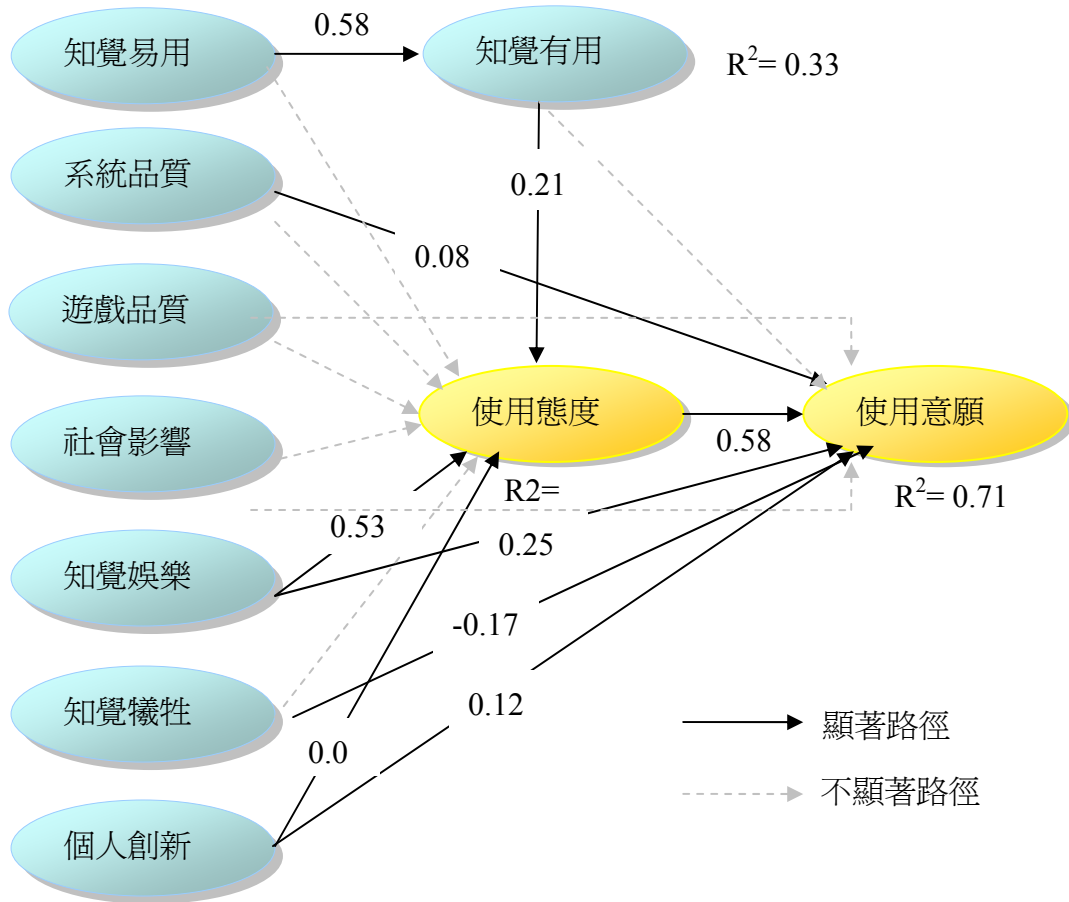 0.58
知覺易用
知覺有用
R²= 0.33
系統品質
0.21
0.08
遊戲品質
使用態度
使用意願
社會影響
0.58
R2=
R²= 0.71
0.53
0.25
知覺娛樂
-0.17
知覺犧牲
0.12
顯著路徑
0.0
不顯著路徑
個人創新